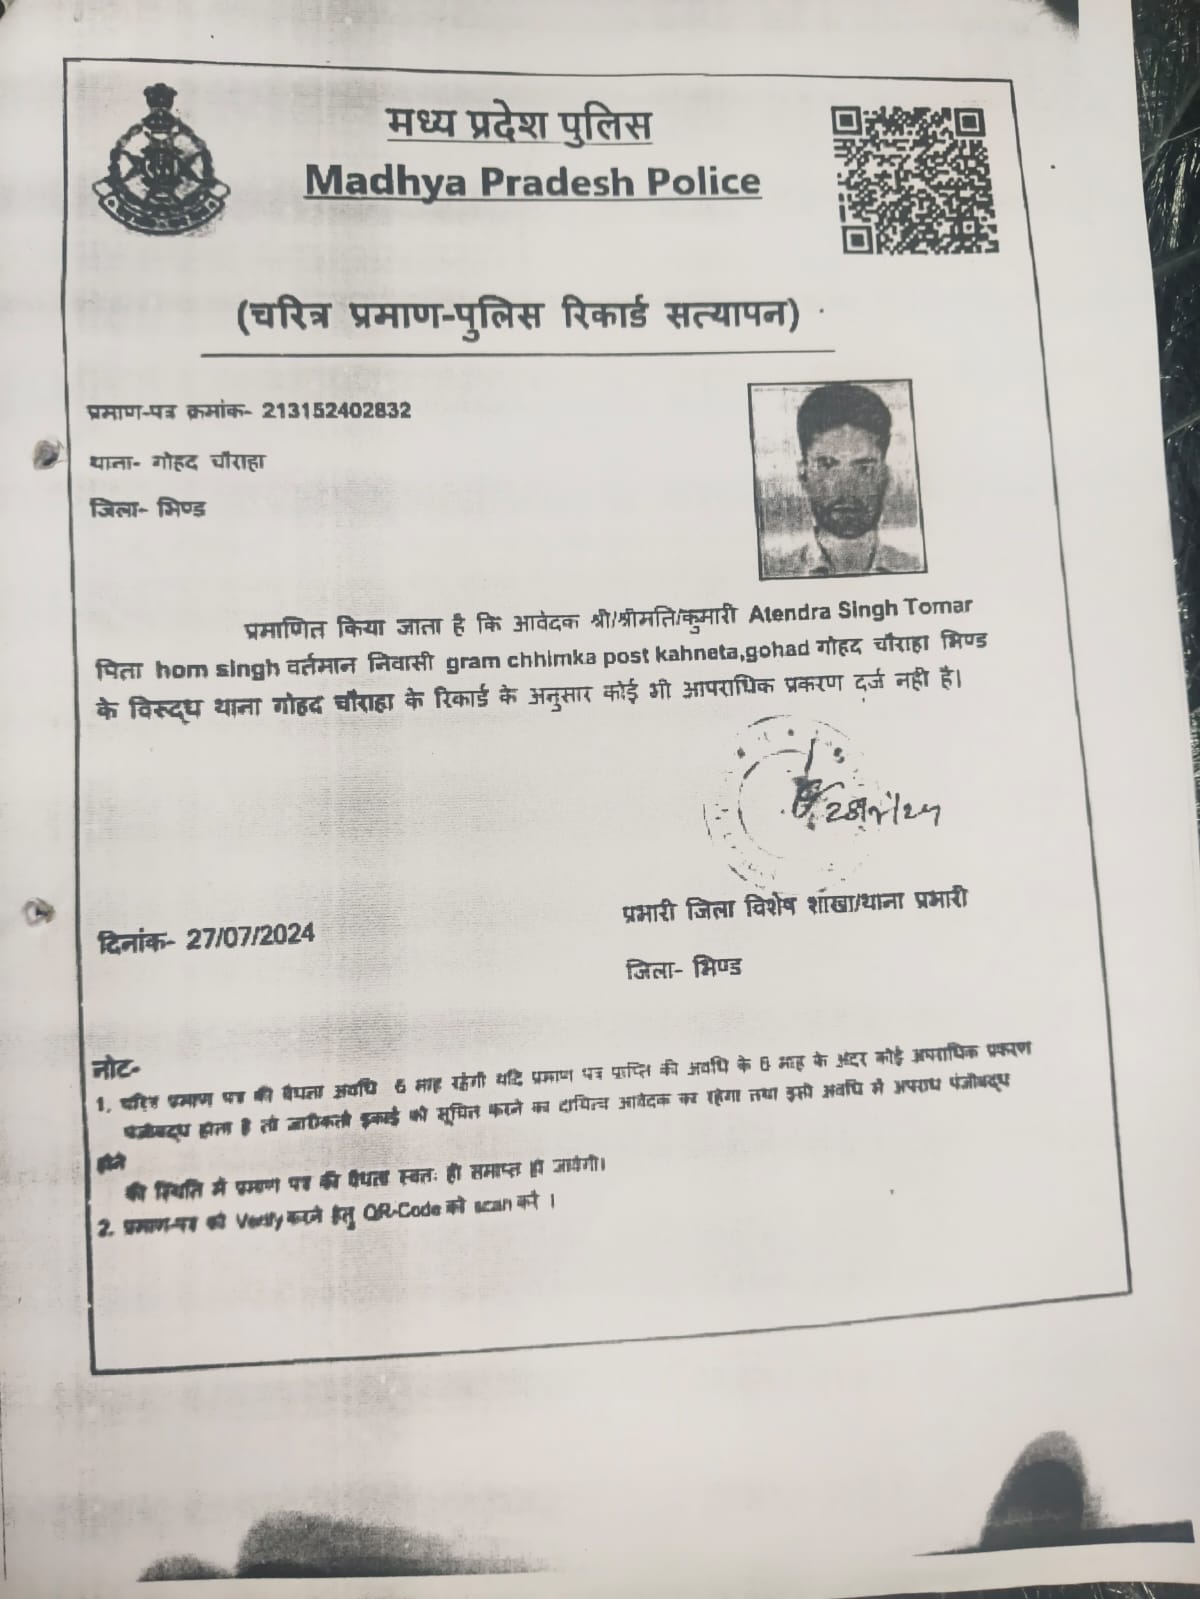 मध्य प्रदेश पुलिस
Madhya Pradesh Police
(चरित्र प्रमाण-पुलिस रिकार्ड सत्यापन)
प्रमाण-पत्र क्रमांक- 213152402832
थाना- गोहद चौराहा
जिला- भिण्ड
प्रमाणित किया जाता है कि आवेदक श्री/श्रीमति/कुमारी Atendra Singh Tomar
पिता hom singh वर्तमान निवासी gram chhimka post kahneta,gohad गोहद चौराहा भिण्ड
के विरूद्ध थाना गोहद चौराहा के रिकार्ड के अनुसार कोई भी आपराधिक प्रकरण दर्ज नही है।
प्रभारी जिला विशेष शाखा/थाना प्रभारी
दिनांक- 27/07/2024
जिला- भिण्ड
नोट-
1. चरित्र प्रमाण पत्र की वैधता अवधि 6 माह रहेगी यदि प्रमाण पत्र प्राप्ति की अवधि के 6 माह के अंदर कोई अपराधिक प्रकरण
पंजीबद्ध होता है तो जारीकर्ता इकाई को सूचित करने का दायित्व आवेदक का रहेगा तथा इसी अवधि मे अपराध पंजीबद्ध
होने
की स्थिति में प्रमाण पत्र की वैधता स्वतः ही समाप्त हो जावेगी।
2. प्रमाण-पत्र को Verify करने हेतु QR-Code को scan करे ।